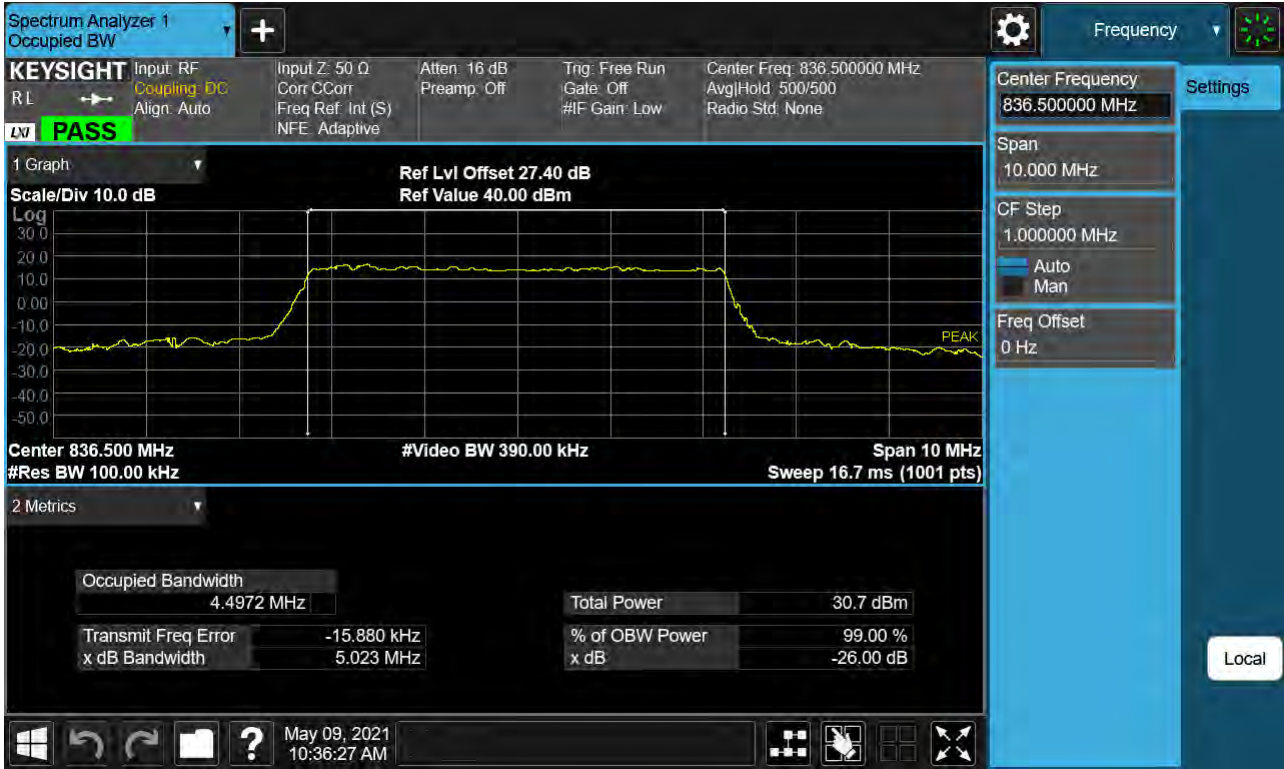 Spectrum Analyzer 1
Occupied BW
+
Frequency
KEYSIGHT
RL
LXI
PASS
Input: RF
Coupling: DC
Align: Auto
Input Z: 50 Ω
Corr CCorr
Freq Ref: Int (S)
NFE: Adaptive
Atten: 16 dB
Preamp: Off
Trig: Free Run
Gate: Off
#IF Gain: Low
Center Freq: 836.500000 MHz
Avg|Hold: 500/500
Radio Std: None
Center Frequency
836.500000 MHz
Settings
Span
10.000 MHz
CF Step
1.000000 MHz
Auto
Man
Freq Offset
0 Hz
Local
1 Graph
Scale/Div 10.0 dB
Ref Lvl Offset 27.40 dB
Ref Value 40.00 dBm
Log
30.0
20.0
10.0
0.00
-10.0
-20.0
-30.0
-40.0
-50.0
PEAK
Center 836.500 MHz
#Video BW 390.00 kHz
Span 10 MHz
#Res BW 100.00 kHz
Sweep 16.7 ms (1001 pts)
2 Metrics
Occupied Bandwidth
4.4972 MHz
Total Power 30.7 dBm
Transmit Freq Error -15.880 kHz
% of OBW Power 99.00 %
x dB Bandwidth 5.023 MHz
x dB -26.00 dB
?
May 09, 2021
10:36:27 AM